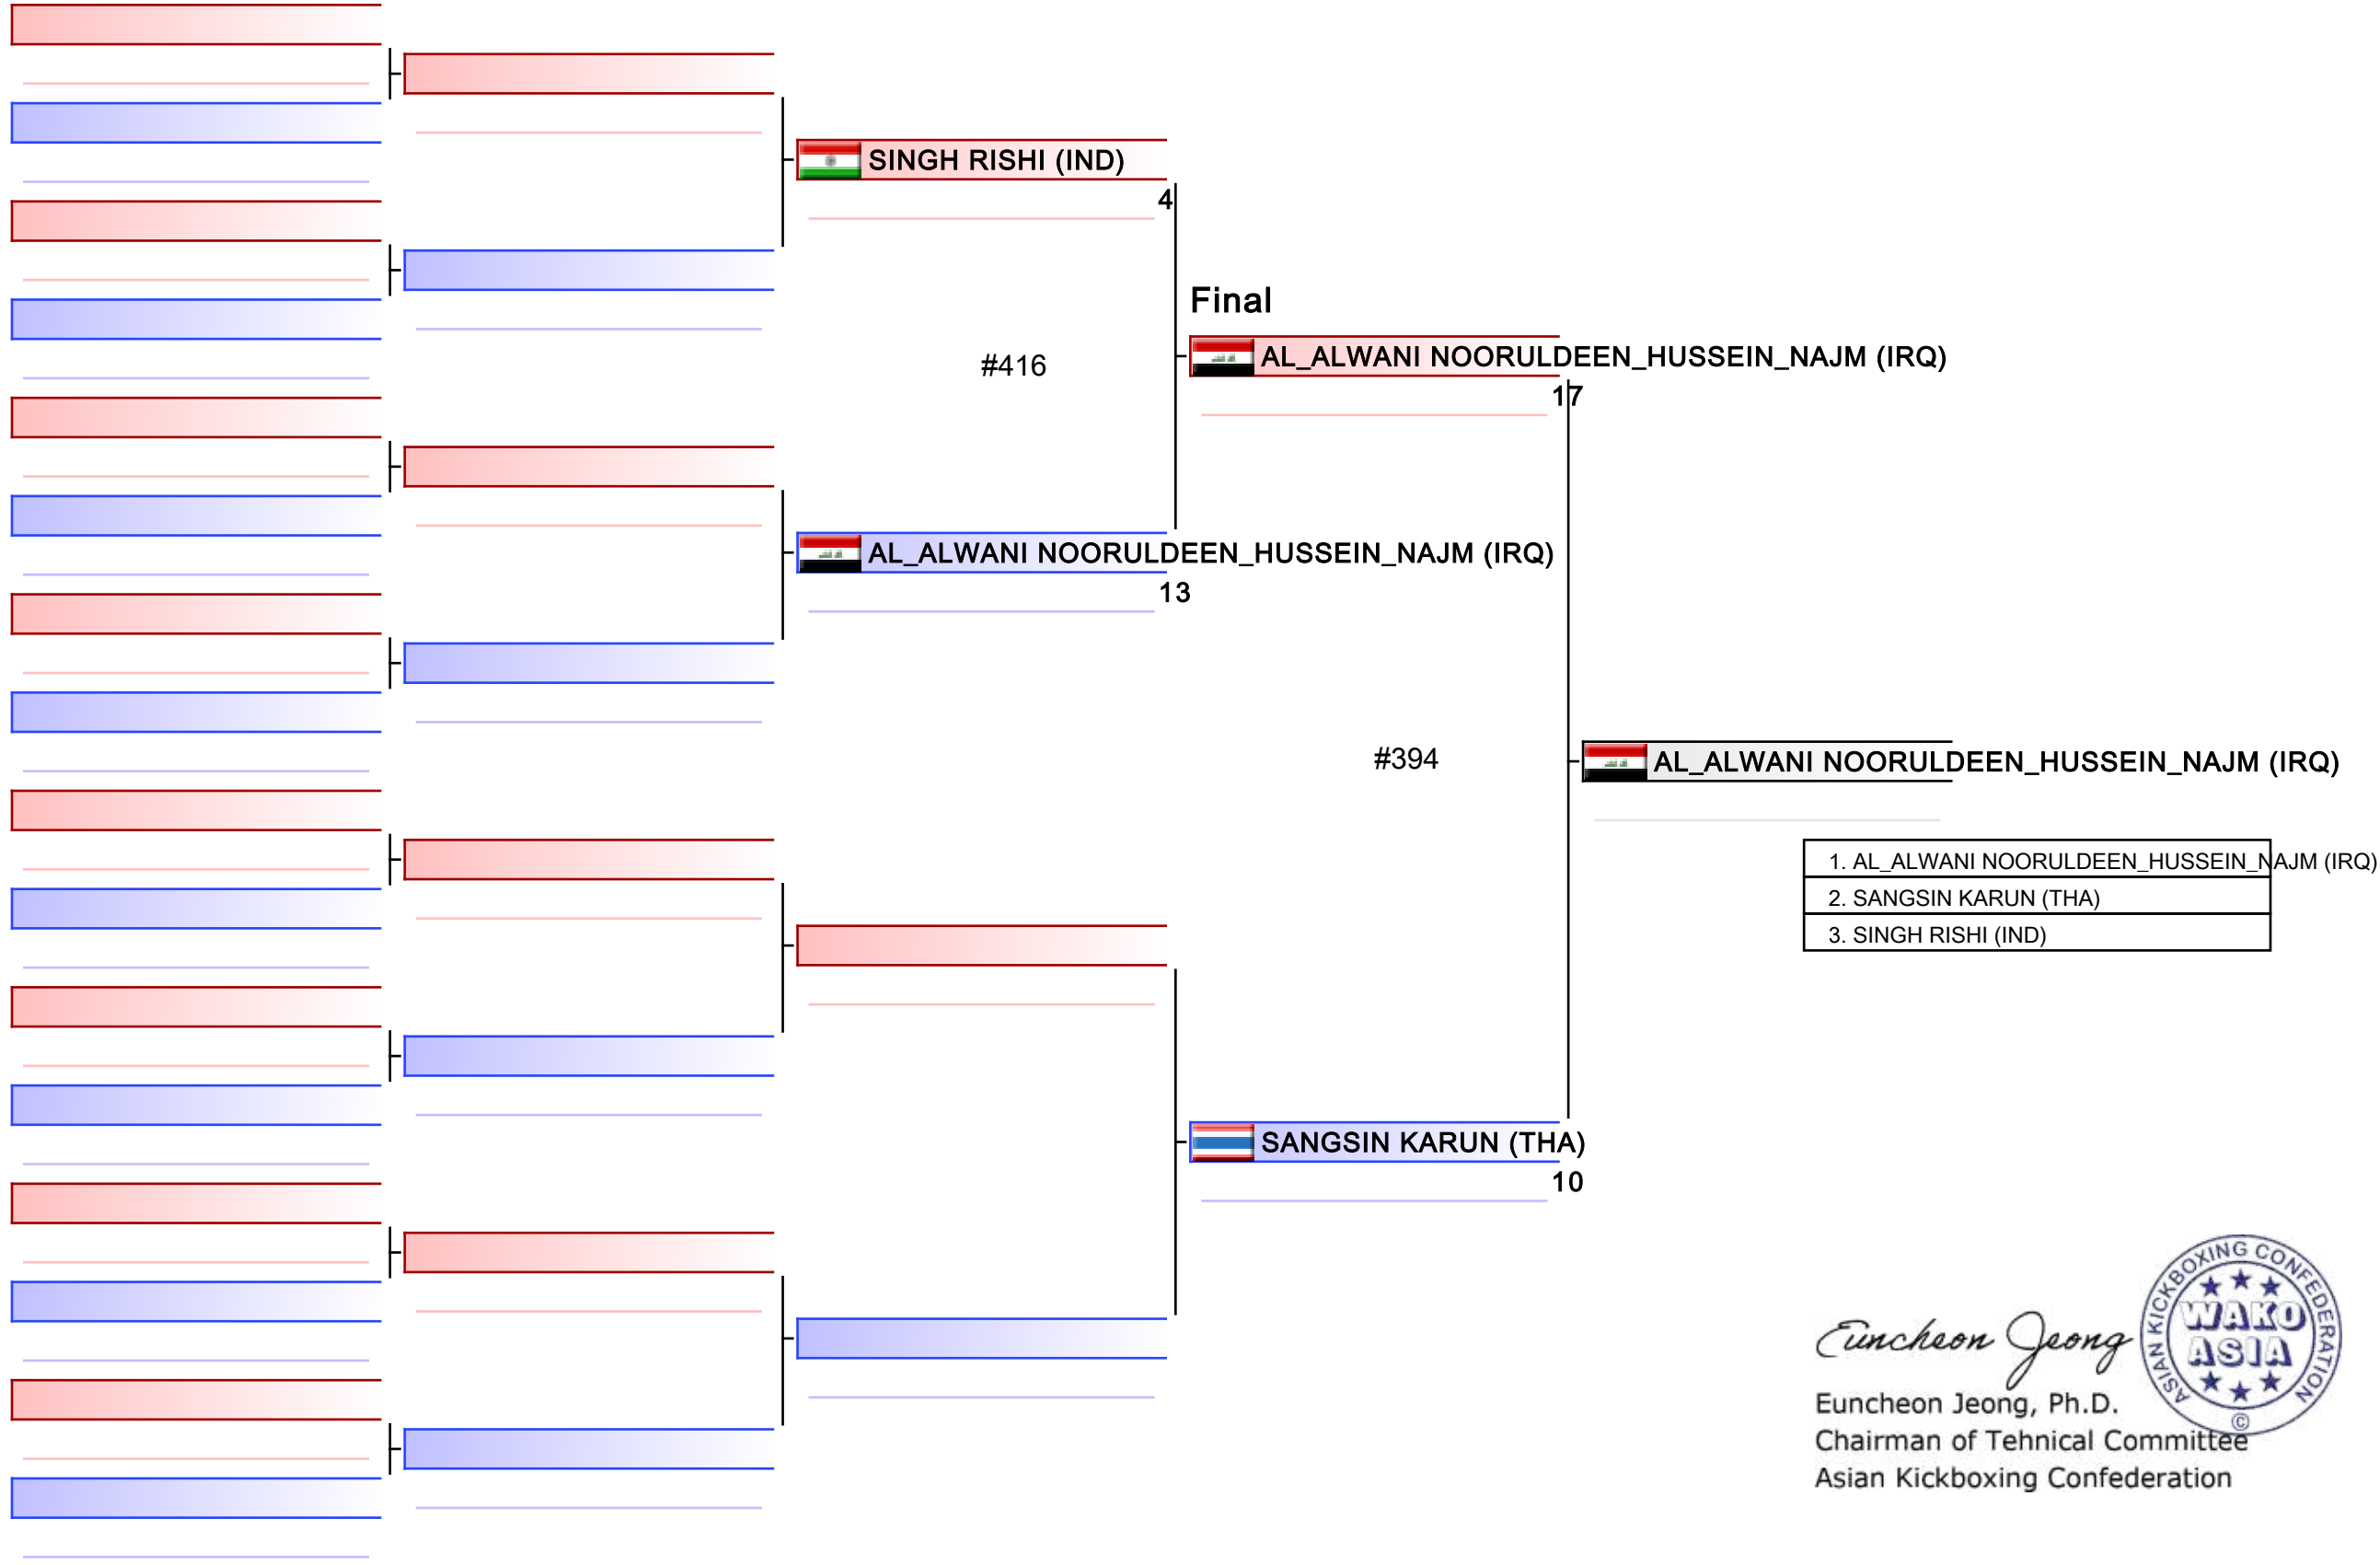 SINGH RISHI (IND)
4
Final
#416
AL_ALWANI NOORULDEEN_HUSSEIN_NAJM (IRQ)
17
AL_ALWANI NOORULDEEN_HUSSEIN_NAJM (IRQ)
13
#394
AL_ALWANI NOORULDEEN_HUSSEIN_NAJM (IRQ)
1. AL_ALWANI NOORULDEEN_HUSSEIN_NAJM (IRQ)
2. SANGSIN KARUN (THA)
3. SINGH RISHI (IND)
SANGSIN KARUN (THA)
10
Euncheon Jeong
ASIAN KICKBOXING CONFEDERATION
WAKO
ASIA
©
Euncheon Jeong, Ph.D.
Chairman of Tehnical Committee
Asian Kickboxing Confederation